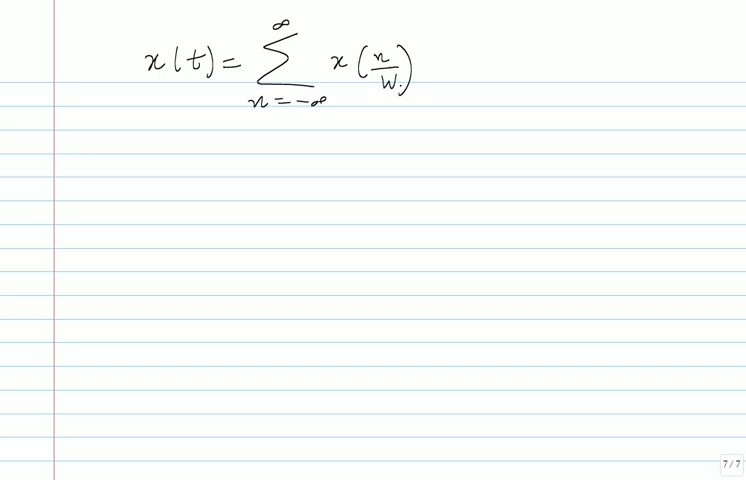 x(t) = ∑_{n=-∞}^{∞} x(n/W)
7 / 7